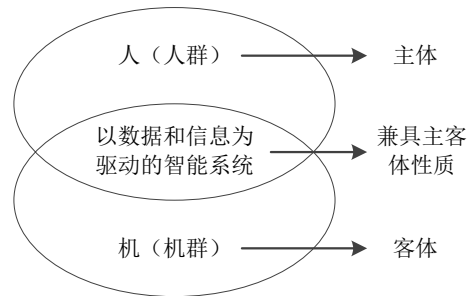 人（人群）
主体
以数据和信息为
驱动的智能系统
兼具主客
体性质
机（机群）
客体